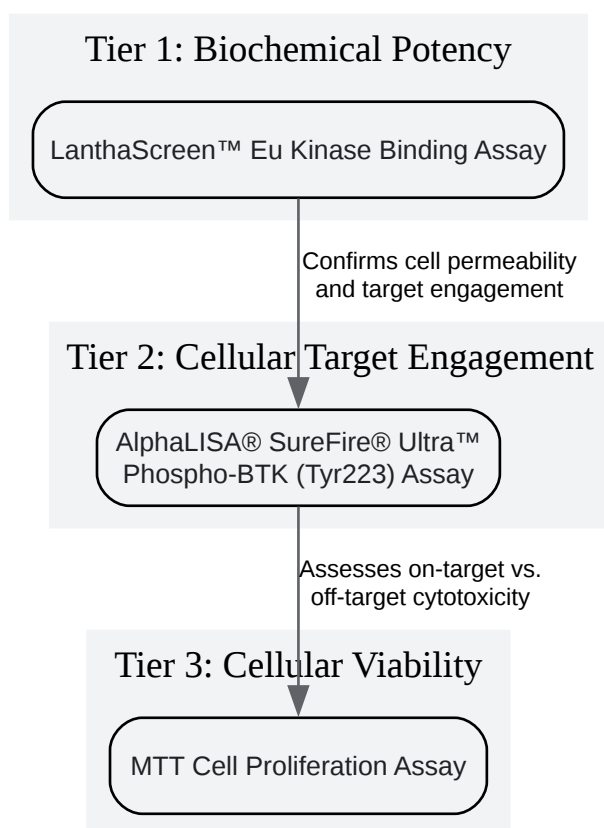 Tier 1: Biochemical Potency
LanthaScreen™ Eu Kinase Binding Assay
Confirms cell permeability
and target engagement
Tier 2: Cellular Target Engagement
AlphaLISA® SureFire® Ultra™
Phospho-BTK (Tyr223) Assay
Assesses on-target vs.
off-target cytotoxicity
Tier 3: Cellular Viability
MTT Cell Proliferation Assay